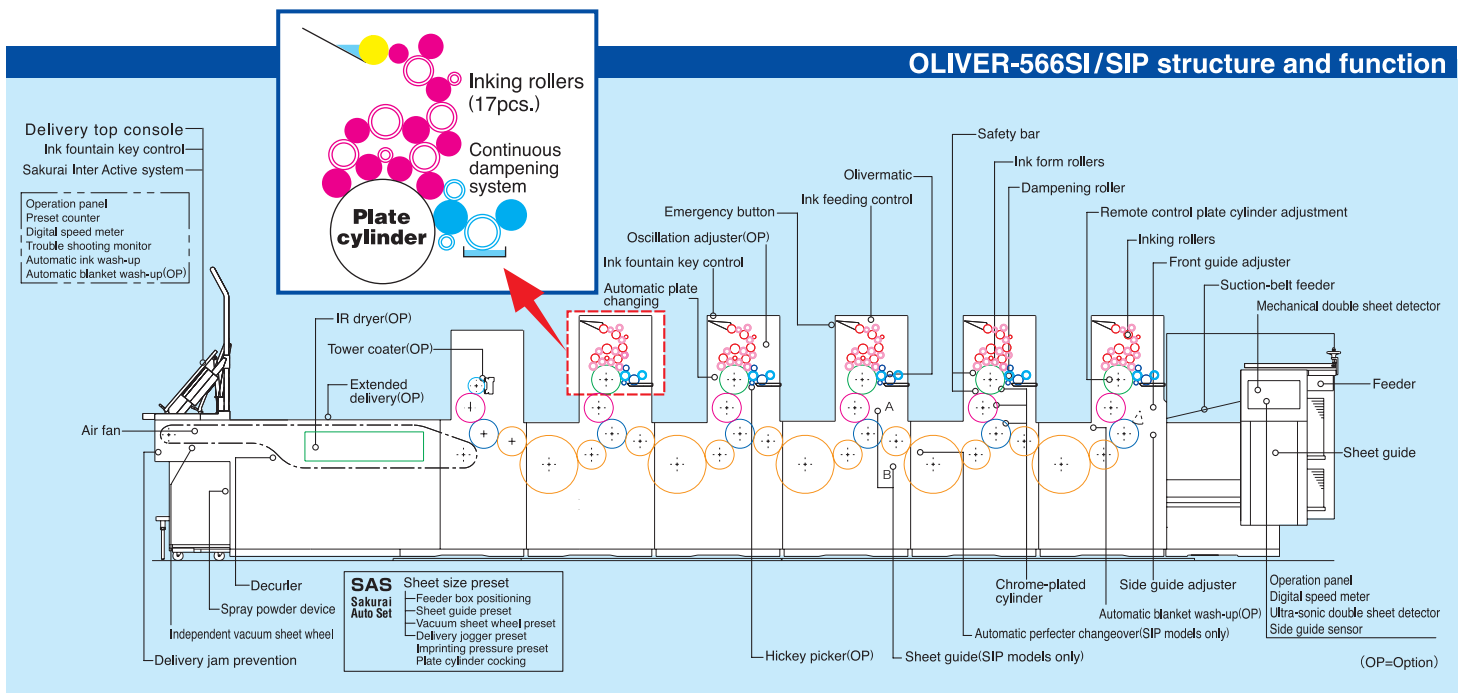 OLIVER-566SI/SIP structure and function
Inking rollers
(17pcs.)
Continuous
dampening
system
Plate
cylinder
Delivery top console
Ink fountain key control
Sakurai Inter Active system
Operation panel
Preset counter
Digital speed meter
Trouble shooting monitor
Automatic ink wash-up
Automatic blanket wash-up(OP)
IR dryer(OP)
Tower coater(OP)
Extended
delivery(OP)
Air fan
Safety bar
Ink form rollers
Olivermatic
Dampening roller
Ink feeding control
Emergency button
Remote control plate cylinder adjustment
Oscillation adjuster(OP)
Inking rollers
Ink fountain key control
Front guide adjuster
Automatic plate
changing
Suction-belt feeder
Mechanical double sheet detector
Feeder
Sheet guide
A
B
Decurler
Spray powder device
Independent vacuum sheet wheel
Delivery jam prevention
SAS
Sakurai
Auto Set
Sheet size preset
Feeder box positioning
Sheet guide preset
Vacuum sheet wheel preset
Delivery jogger preset
Imprinting pressure preset
Plate cylinder cocking
Chrome-plated
cylinder
Side guide adjuster
Automatic blanket wash-up(OP)
Automatic perfecter changeover(SIP models only)
Hickey picker(OP)
Sheet guide(SIP models only)
Operation panel
Digital speed meter
Ultra-sonic double sheet detector
Side guide sensor
(OP=Option)